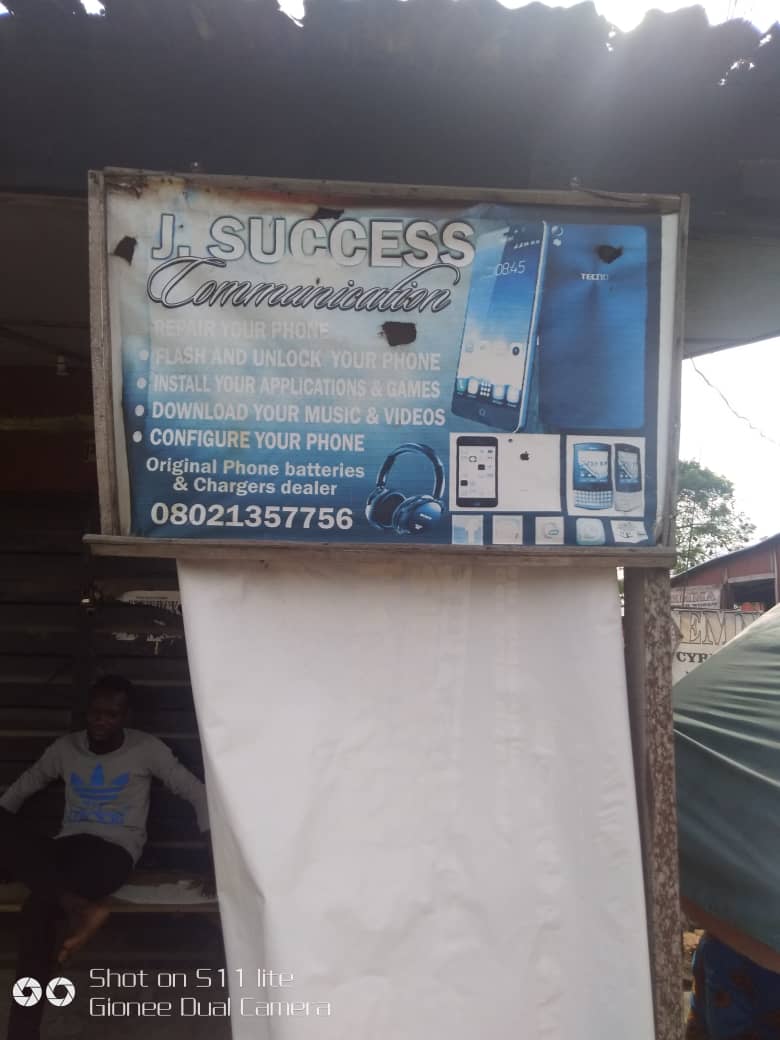 J. SUCCESS
Communication
REPAIR YOUR PHONE
• FLASH AND UNLOCK YOUR PHONE
• INSTALL YOUR APPLICATIONS & GAMES
• DOWNLOAD YOUR MUSIC & VIDEOS
• CONFIGURE YOUR PHONE
Original Phone batteries
& Chargers dealer
08021357756
08:45
TECNO
adidas
Shot on S11 lite
Gionee Dual Camera